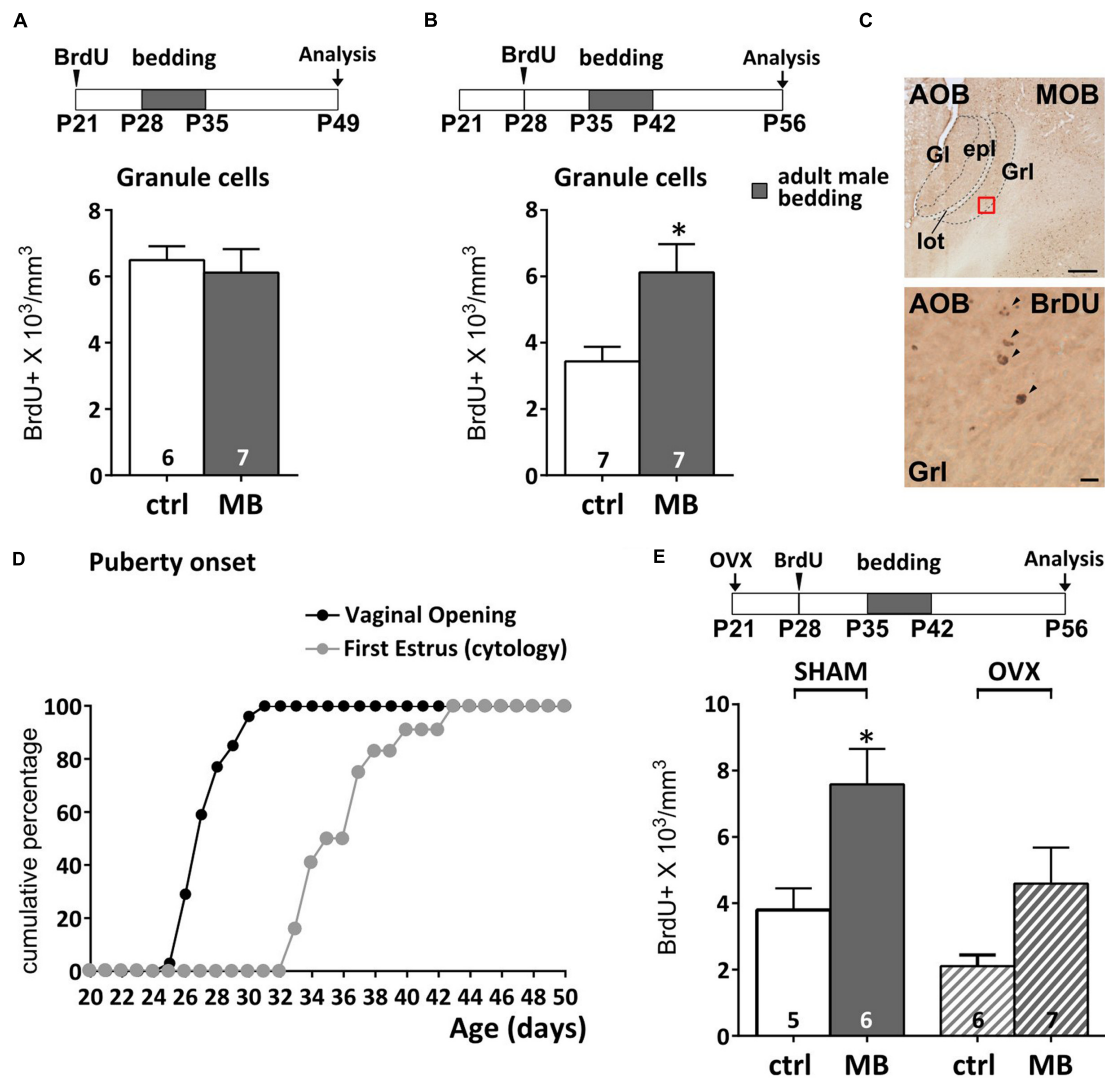 A
BrdU bedding Analysis
P21 P28 P35 P49
Granule cells
BrdU+ X 10³/mm³
8
6
4
2
0
6 7
ctrl MB
B
BrdU bedding Analysis
P21 P28 P35 P42 P56
Granule cells
adult male
bedding
BrdU+ X 10³/mm³
8
6
4
2
0
*
7 7
ctrl MB
C
AOB MOB
Gl epl Grl
lot
AOB BrDU
Grl
D
Puberty onset
Vaginal Opening
First Estrus (cytology)
cumulative percentage
100
80
60
40
20
0
20 22 24 26 28 30 32 34 36 38 40 42 44 46 48 50
Age (days)
E
OVX BrdU bedding Analysis
P21 P28 P35 P42 P56
SHAM OVX
BrdU+ X 10³/mm³
10
8
6
4
2
0
*
5 6 6 7
ctrl MB ctrl MB